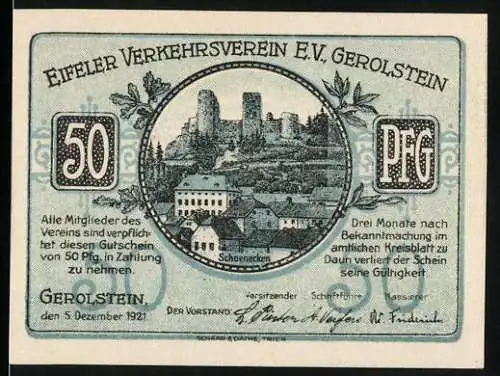 EIFELER VERKEHRSVEREIN E.V. GEROLSTEIN
50
PFG
Schoenecken
Alle Mitglieder des
Vereins sind verpflich-
tet diesen Gutschein
von 50 Pfg. in Zahlung
zu nehmen.
Drei Monate nach
Bekanntmachung im
amtlichen Kreisblatt zu
Daun verliert der Schein
seine Gültigkeit
50
50
GEROLSTEIN,
den 5. Dezember 1921.
Vorsitzender Schriftführer Kassierer
DER VORSTAND:
SCHAAR & DATHE, TRIER